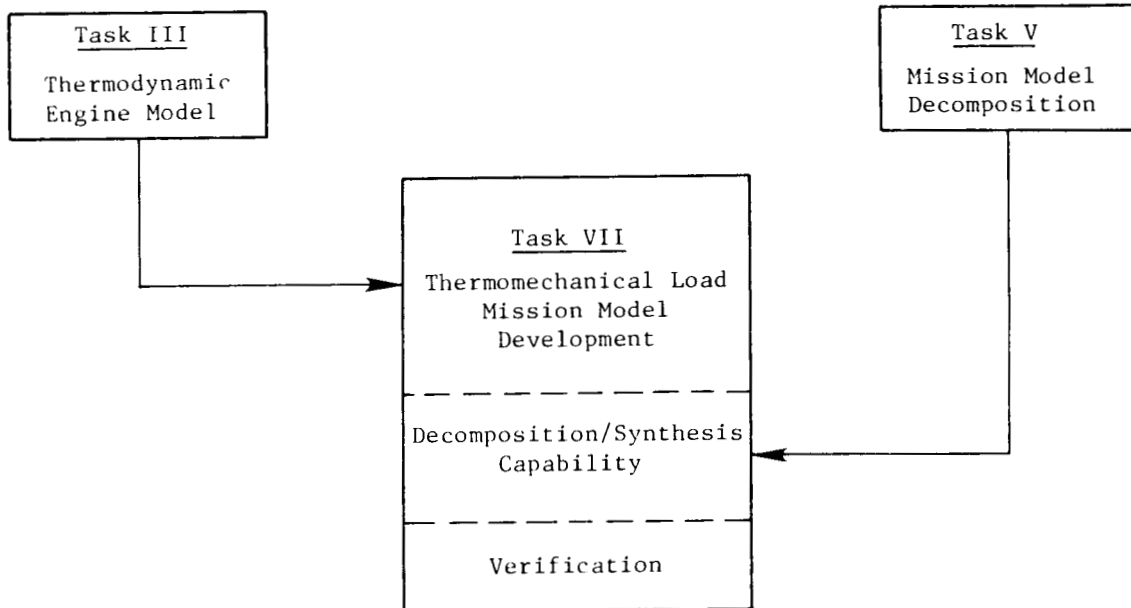 Task III
Thermodynamic
Engine Model
Task V
Mission Model
Decomposition
Task VII
Thermomechanical Load
Mission Model
Development
Decomposition/Synthesis
Capability
Verification